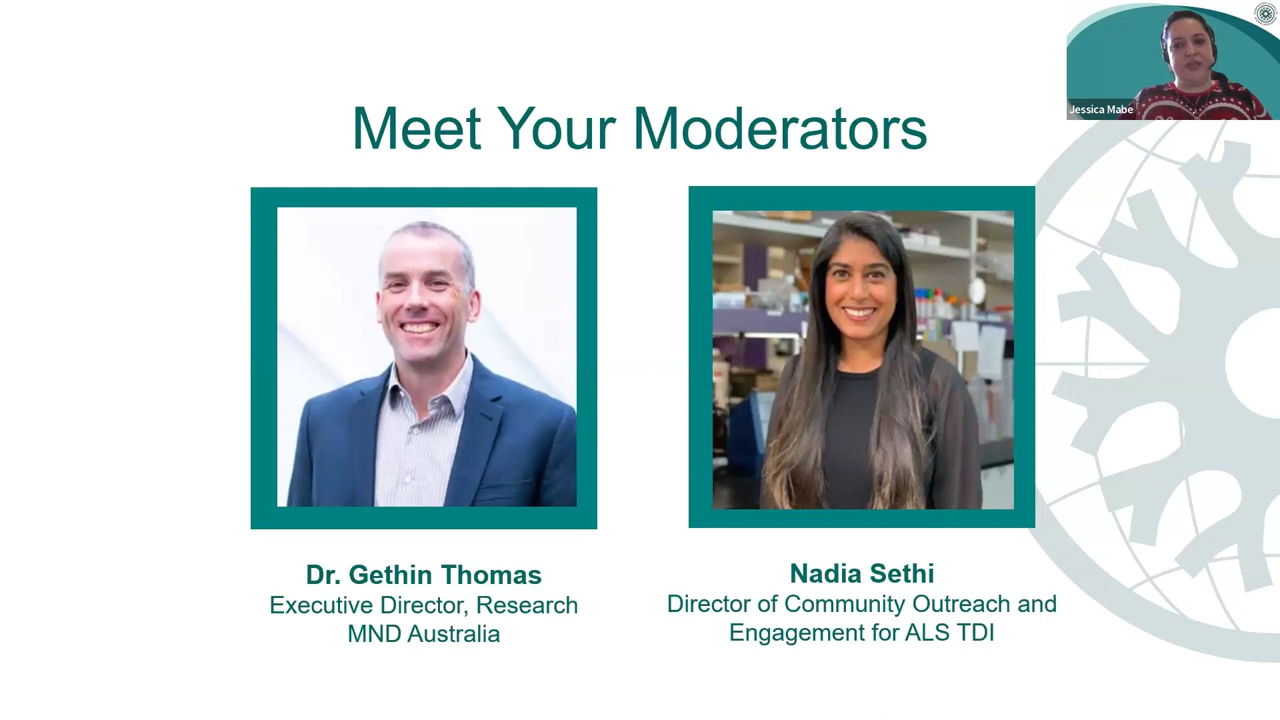 Jessica Mabe
Meet Your Moderators
Dr. Gethin Thomas
Executive Director, Research
MND Australia
Nadia Sethi
Director of Community Outreach and
Engagement for ALS TDI